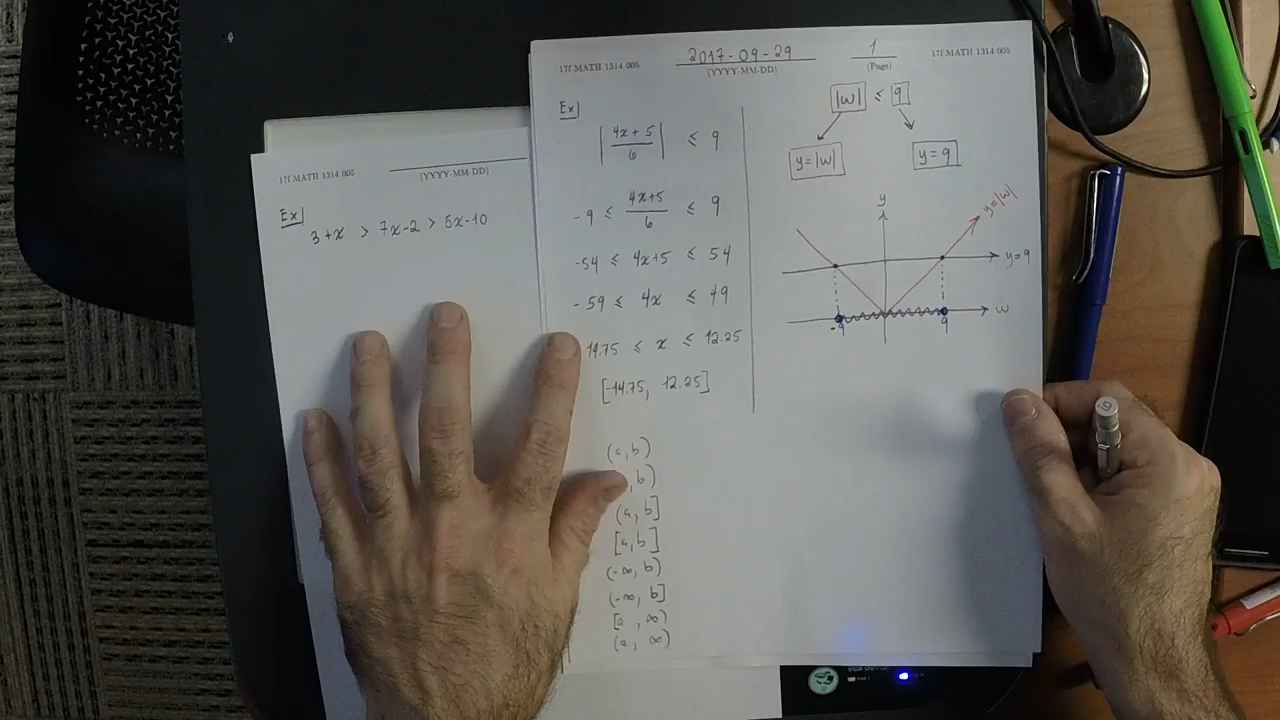 17f MATH 1314 005
(YYYY-MM-DD)
Ex
3+x > 7x-2 > 5x-10
17f MATH 1314 005
2017-09-29
(YYYY-MM-DD)
1
(Page)
17f MATH 1314 005
Ex
|4x+5/6| ≤ 9
-9 ≤ 4x+5/6 ≤ 9
-54 ≤ 4x+5 ≤ 54
-59 ≤ 4x ≤ 49
14.75 ≤ x ≤ 12.25
[-14.75, 12.25]
(a,b)
,b)
(a,b]
[a,b]
(-∞, b)
(-∞, b]
[a, ∞)
(a, ∞)
|w| ≤ 9
y=|w|
y=9
y
y=|w|
y=9
w
-9
9